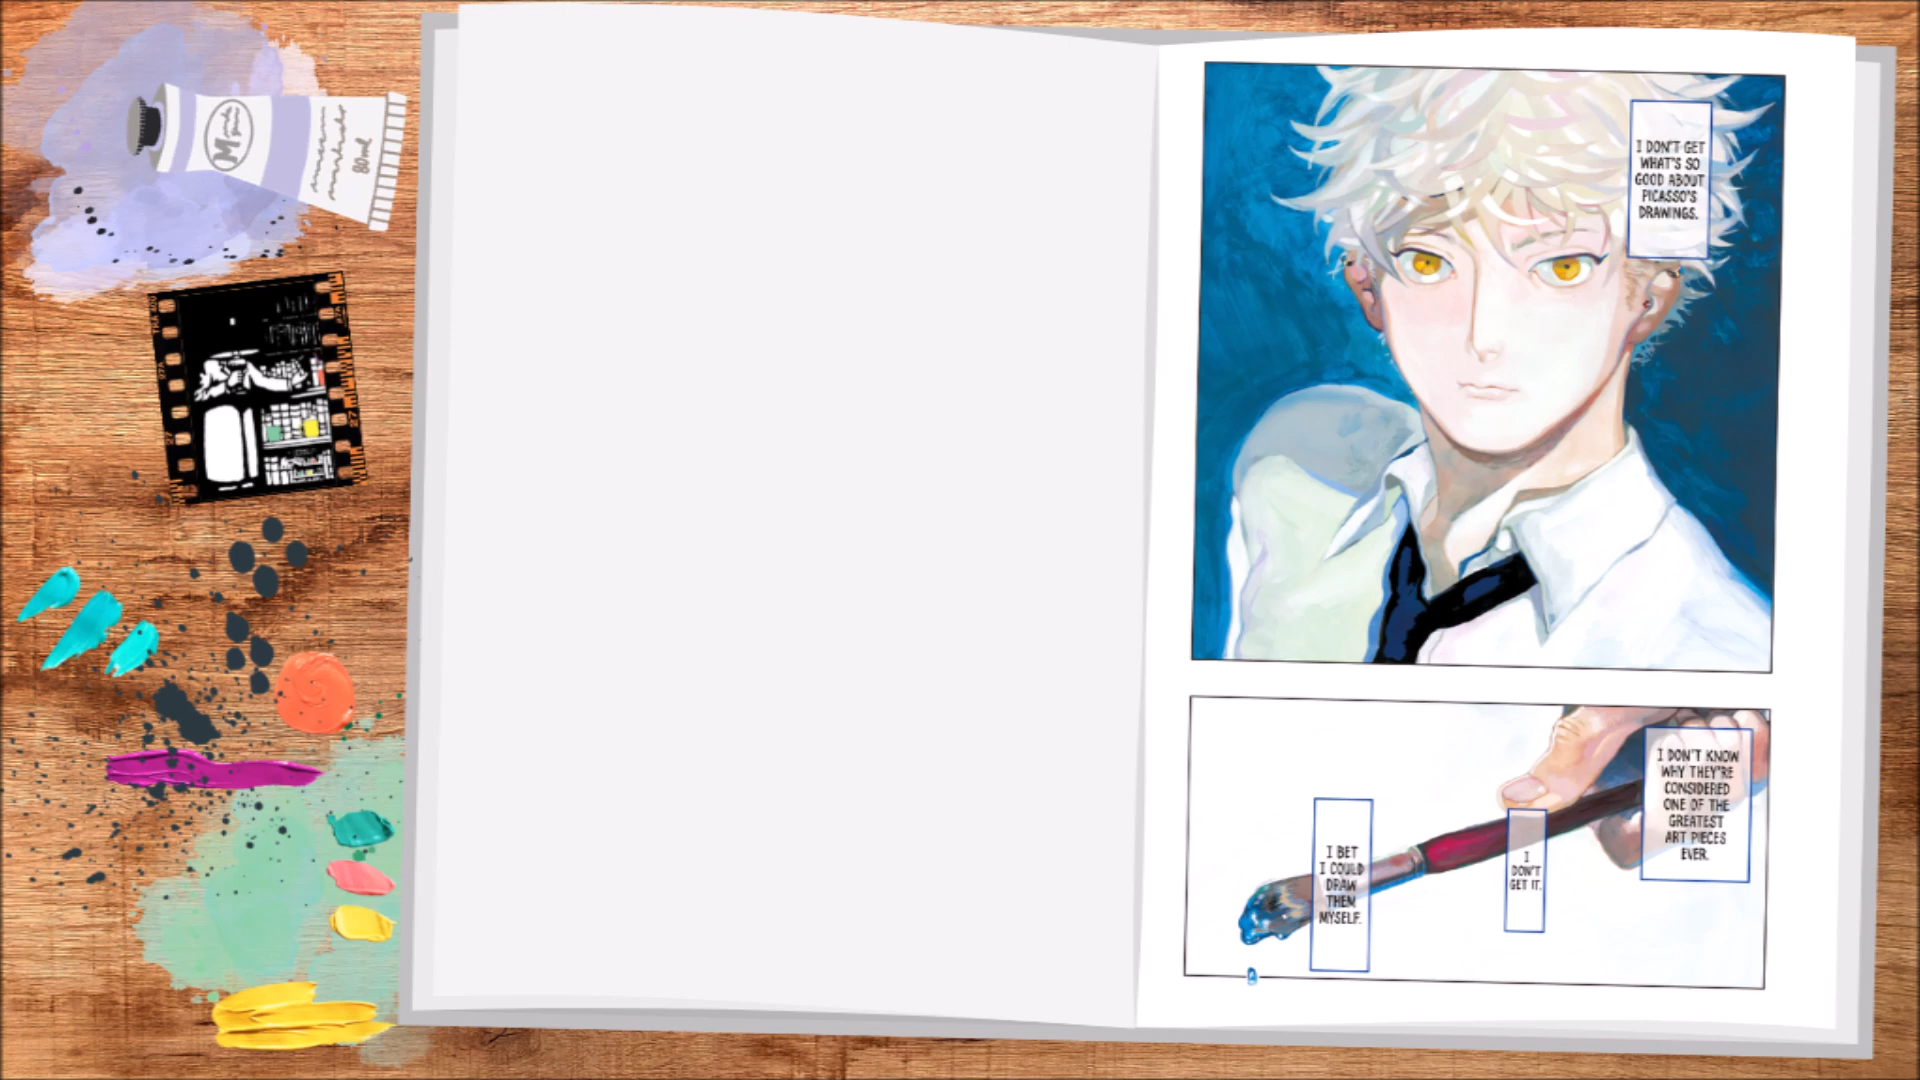 80ml
I DON'T GET
WHAT'S SO
GOOD ABOUT
PICASSO'S
DRAWINGS.
I DON'T KNOW
WHY THEY'RE
CONSIDERED
ONE OF THE
GREATEST
ART PIECES
EVER.
I
DON'T
GET IT.
I BET
I COULD
DRAW
THEM
MYSELF.